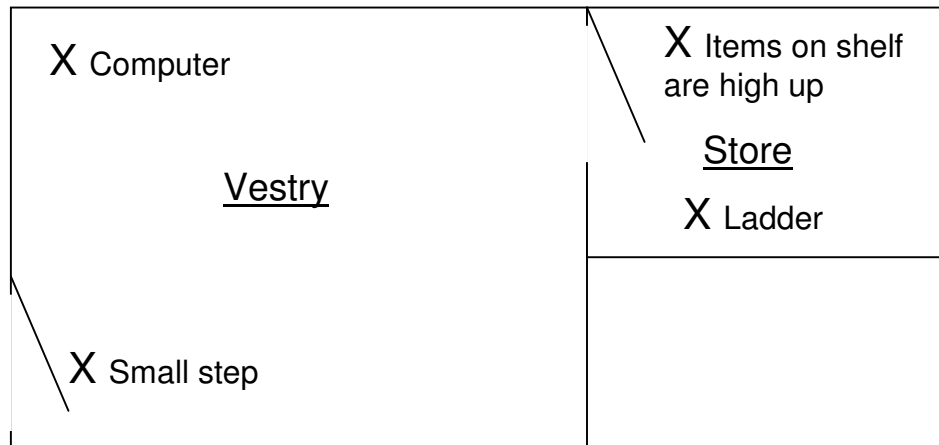 X Computer
X Items on shelf
are high up
Store
Vestry
X Ladder
X Small step